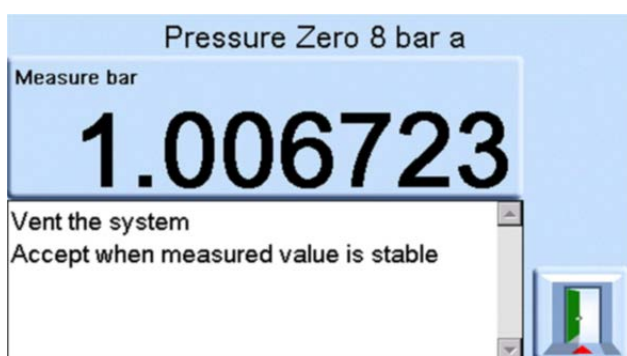 Pressure Zero 8 bar a
Measure bar
1.006723
Vent the system
Accept when measured value is stable